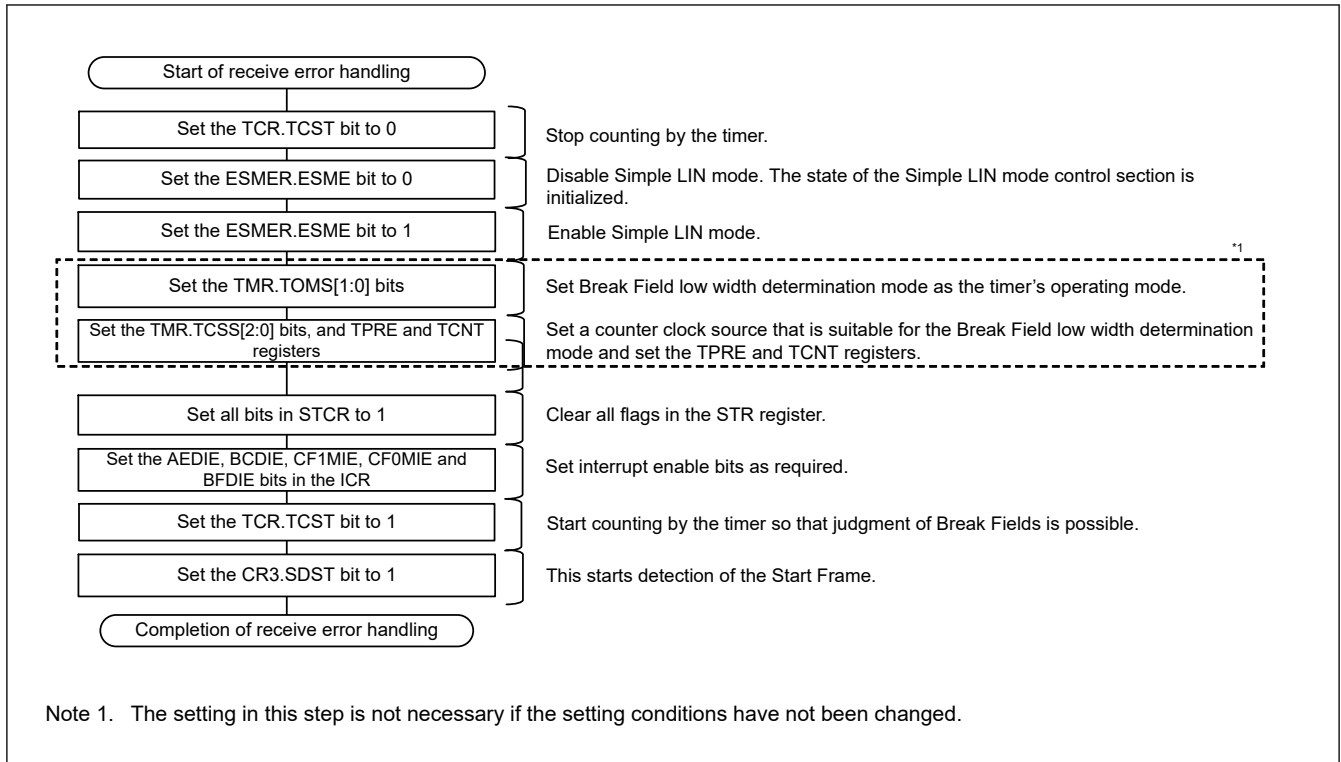 Start of receive error handling
Set the TCR.TCST bit to 0
Stop counting by the timer.
Set the ESMER.ESME bit to 0
Disable Simple LIN mode. The state of the Simple LIN mode control section is
initialized.
Set the ESMER.ESME bit to 1
Enable Simple LIN mode.
*1
Set the TMR.TOMS[1:0] bits
Set Break Field low width determination mode as the timer's operating mode.
Set the TMR.TCSS[2:0] bits, and TPRE and TCNT
registers
Set a counter clock source that is suitable for the Break Field low width determination
mode and set the TPRE and TCNT registers.
Set all bits in STCR to 1
Clear all flags in the STR register.
Set the AEDIE, BCDIE, CF1MIE, CF0MIE and
BFDIE bits in the ICR
Set interrupt enable bits as required.
Set the TCR.TCST bit to 1
Start counting by the timer so that judgment of Break Fields is possible.
Set the CR3.SDST bit to 1
This starts detection of the Start Frame.
Completion of receive error handling
Note 1. The setting in this step is not necessary if the setting conditions have not been changed.